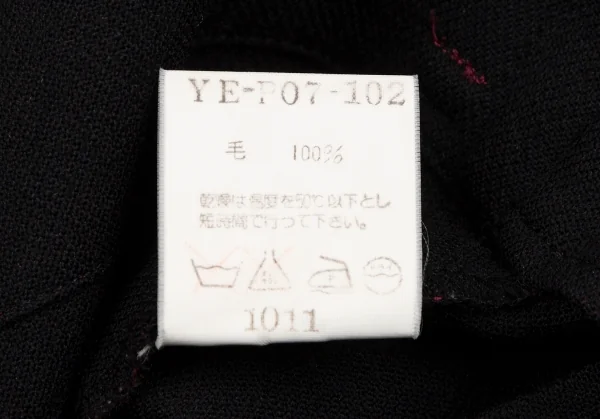 YE-P07-102
毛 100%
乾燥は温度を50℃以下とし
短時間で行つて下さい。
1011